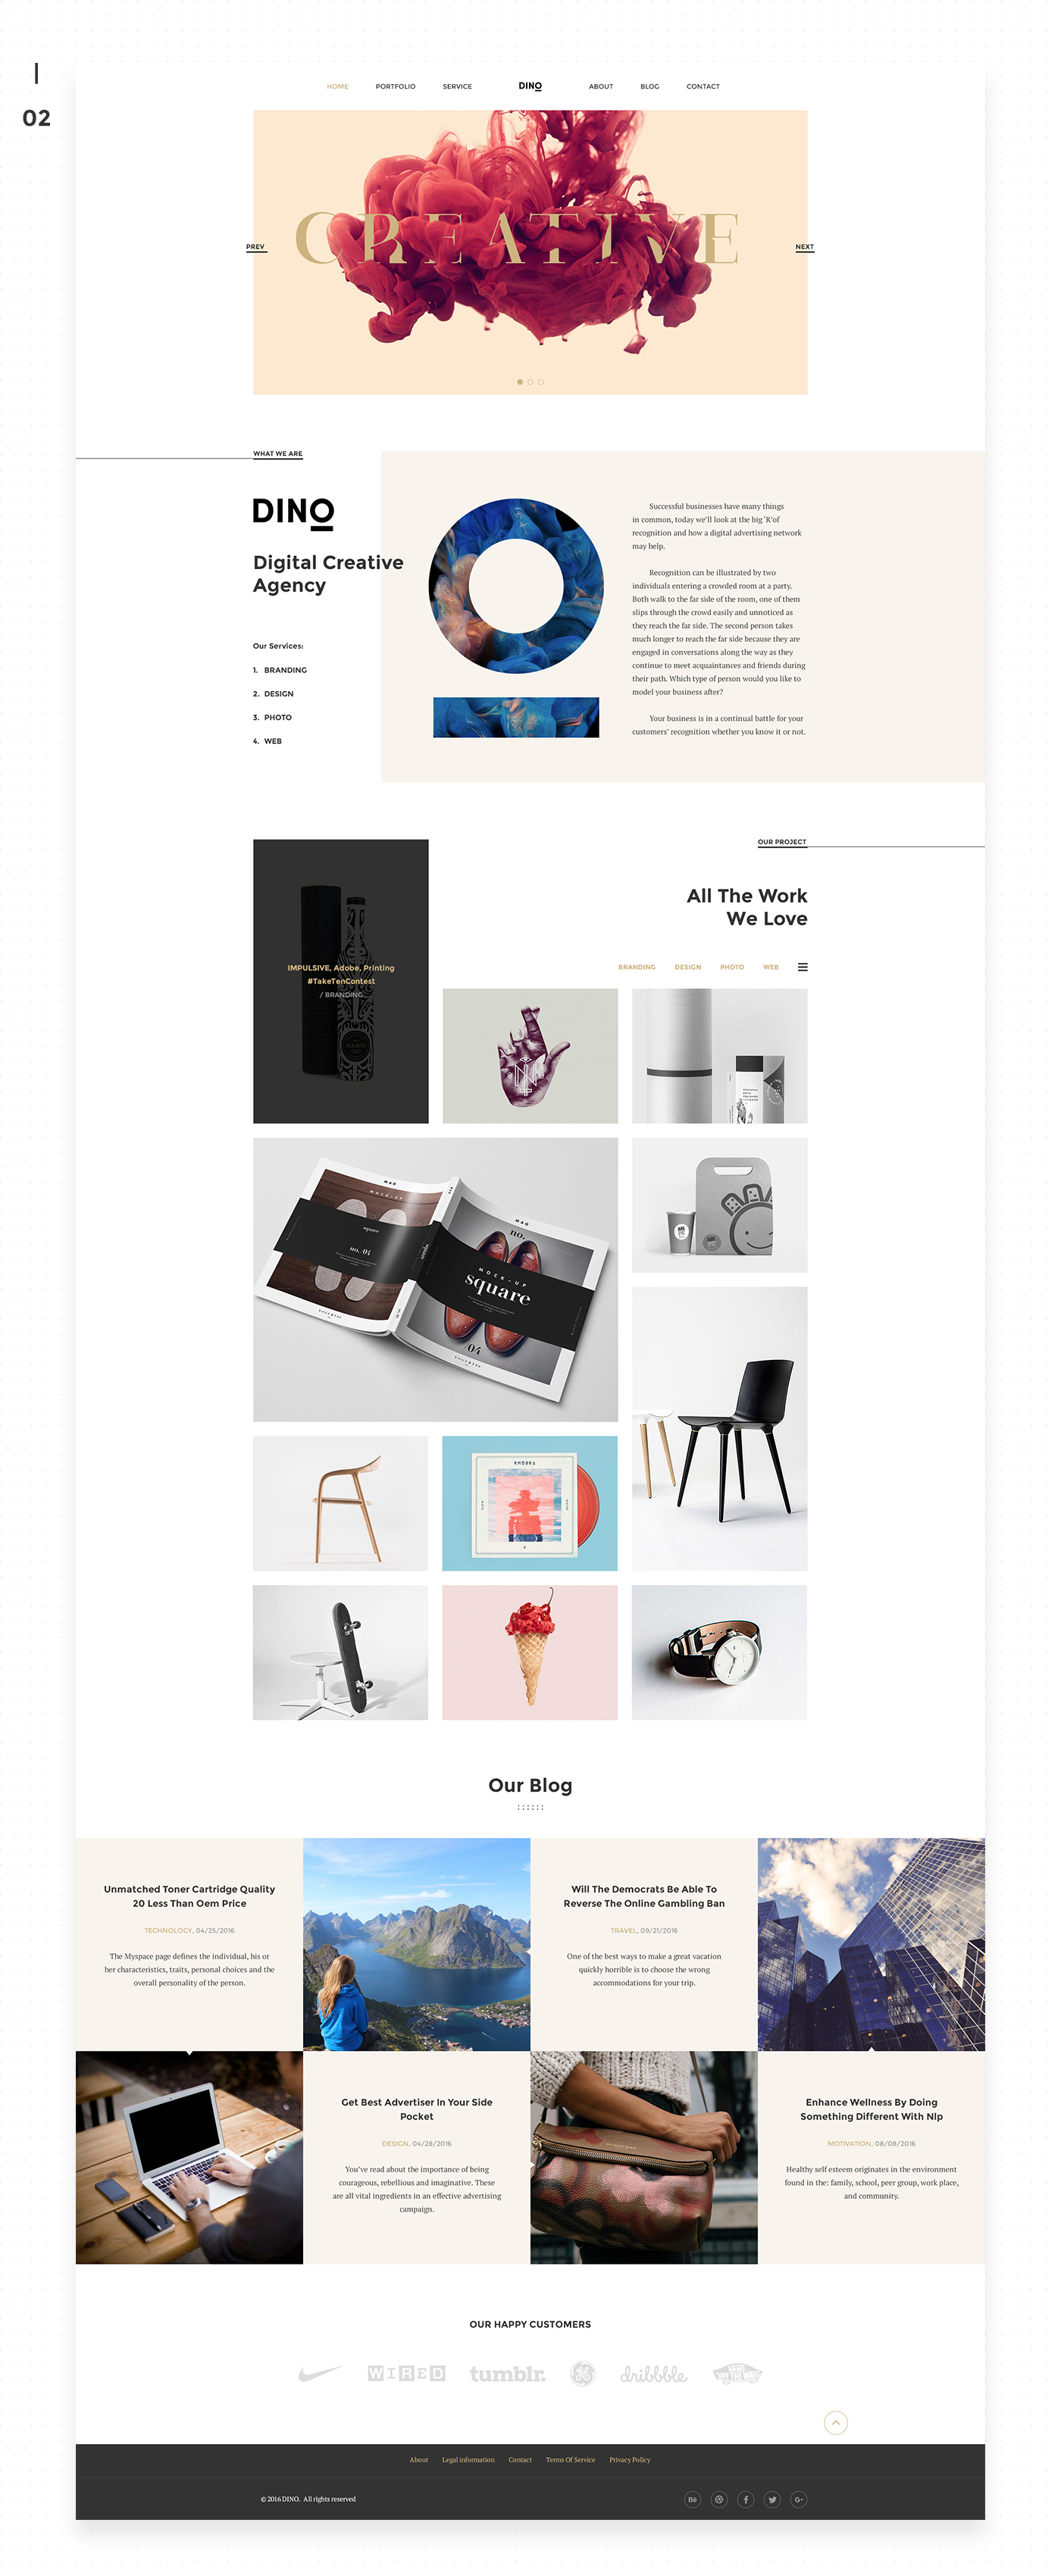 02
HOME PORTFOLIO SERVICE DINO ABOUT BLOG CONTACT
CREATIVE
PREV
NEXT
WHAT WE ARE
DINO
Digital Creative
Agency
Our Services:
1. BRANDING
2. DESIGN
3. PHOTO
4. WEB
Successful businesses have many things
in common, today we'll look at the big 'R'of
recognition and how a digital advertising network
may help.
Recognition can be illustrated by two
individuals entering a crowded room at a party.
Both walk to the far side of the room, one of them
slips through the crowd easily and unnoticed as
they reach the far side. The second person takes
much longer to reach the far side because they are
engaged in conversations along the way as they
continue to meet acquaintances and friends during
their path. Which type of person would you like to
model your business after?
Your business is in a continual battle for your
customers' recognition whether you know it or not.
OUR PROJECT
All The Work
We Love
BRANDING DESIGN PHOTO WEB
IMPULSIVE, Adobe, Printing
#TakeTenContest
/ BRANDING
MAG
MOCK-UP
square
no. 04
MAG
no.
MOCK-UP
square
/04
RHODRA
Our Blog
Unmatched Toner Cartridge Quality
20 Less Than Oem Price
TECHNOLOGY, 04/25/2016
The Myspace page defines the individual, his or
her characteristics, traits, personal choices and the
overall personality of the person.
Will The Democrats Be Able To
Reverse The Online Gambling Ban
TRAVEL, 09/21/2016
One of the best ways to make a great vacation
quickly horrible is to choose the wrong
accommodations for your trip.
Get Best Advertiser In Your Side
Pocket
DESIGN, 04/28/2016
You've read about the importance of being
courageous, rebellious and imaginative. These
are all vital ingredients in an effective advertising
campaign.
Enhance Wellness By Doing
Something Different With Nlp
MOTIVATION, 08/08/2016
Healthy self esteem originates in the environment
found in the: family, school, peer group, work place,
and community.
OUR HAPPY CUSTOMERS
WIRED tumblr. GE dribbble VANS "OFF THE WALL"
About Legal information Contact Terms Of Service Privacy Policy
© 2016 DINO. All rights reserved
Bē f G+